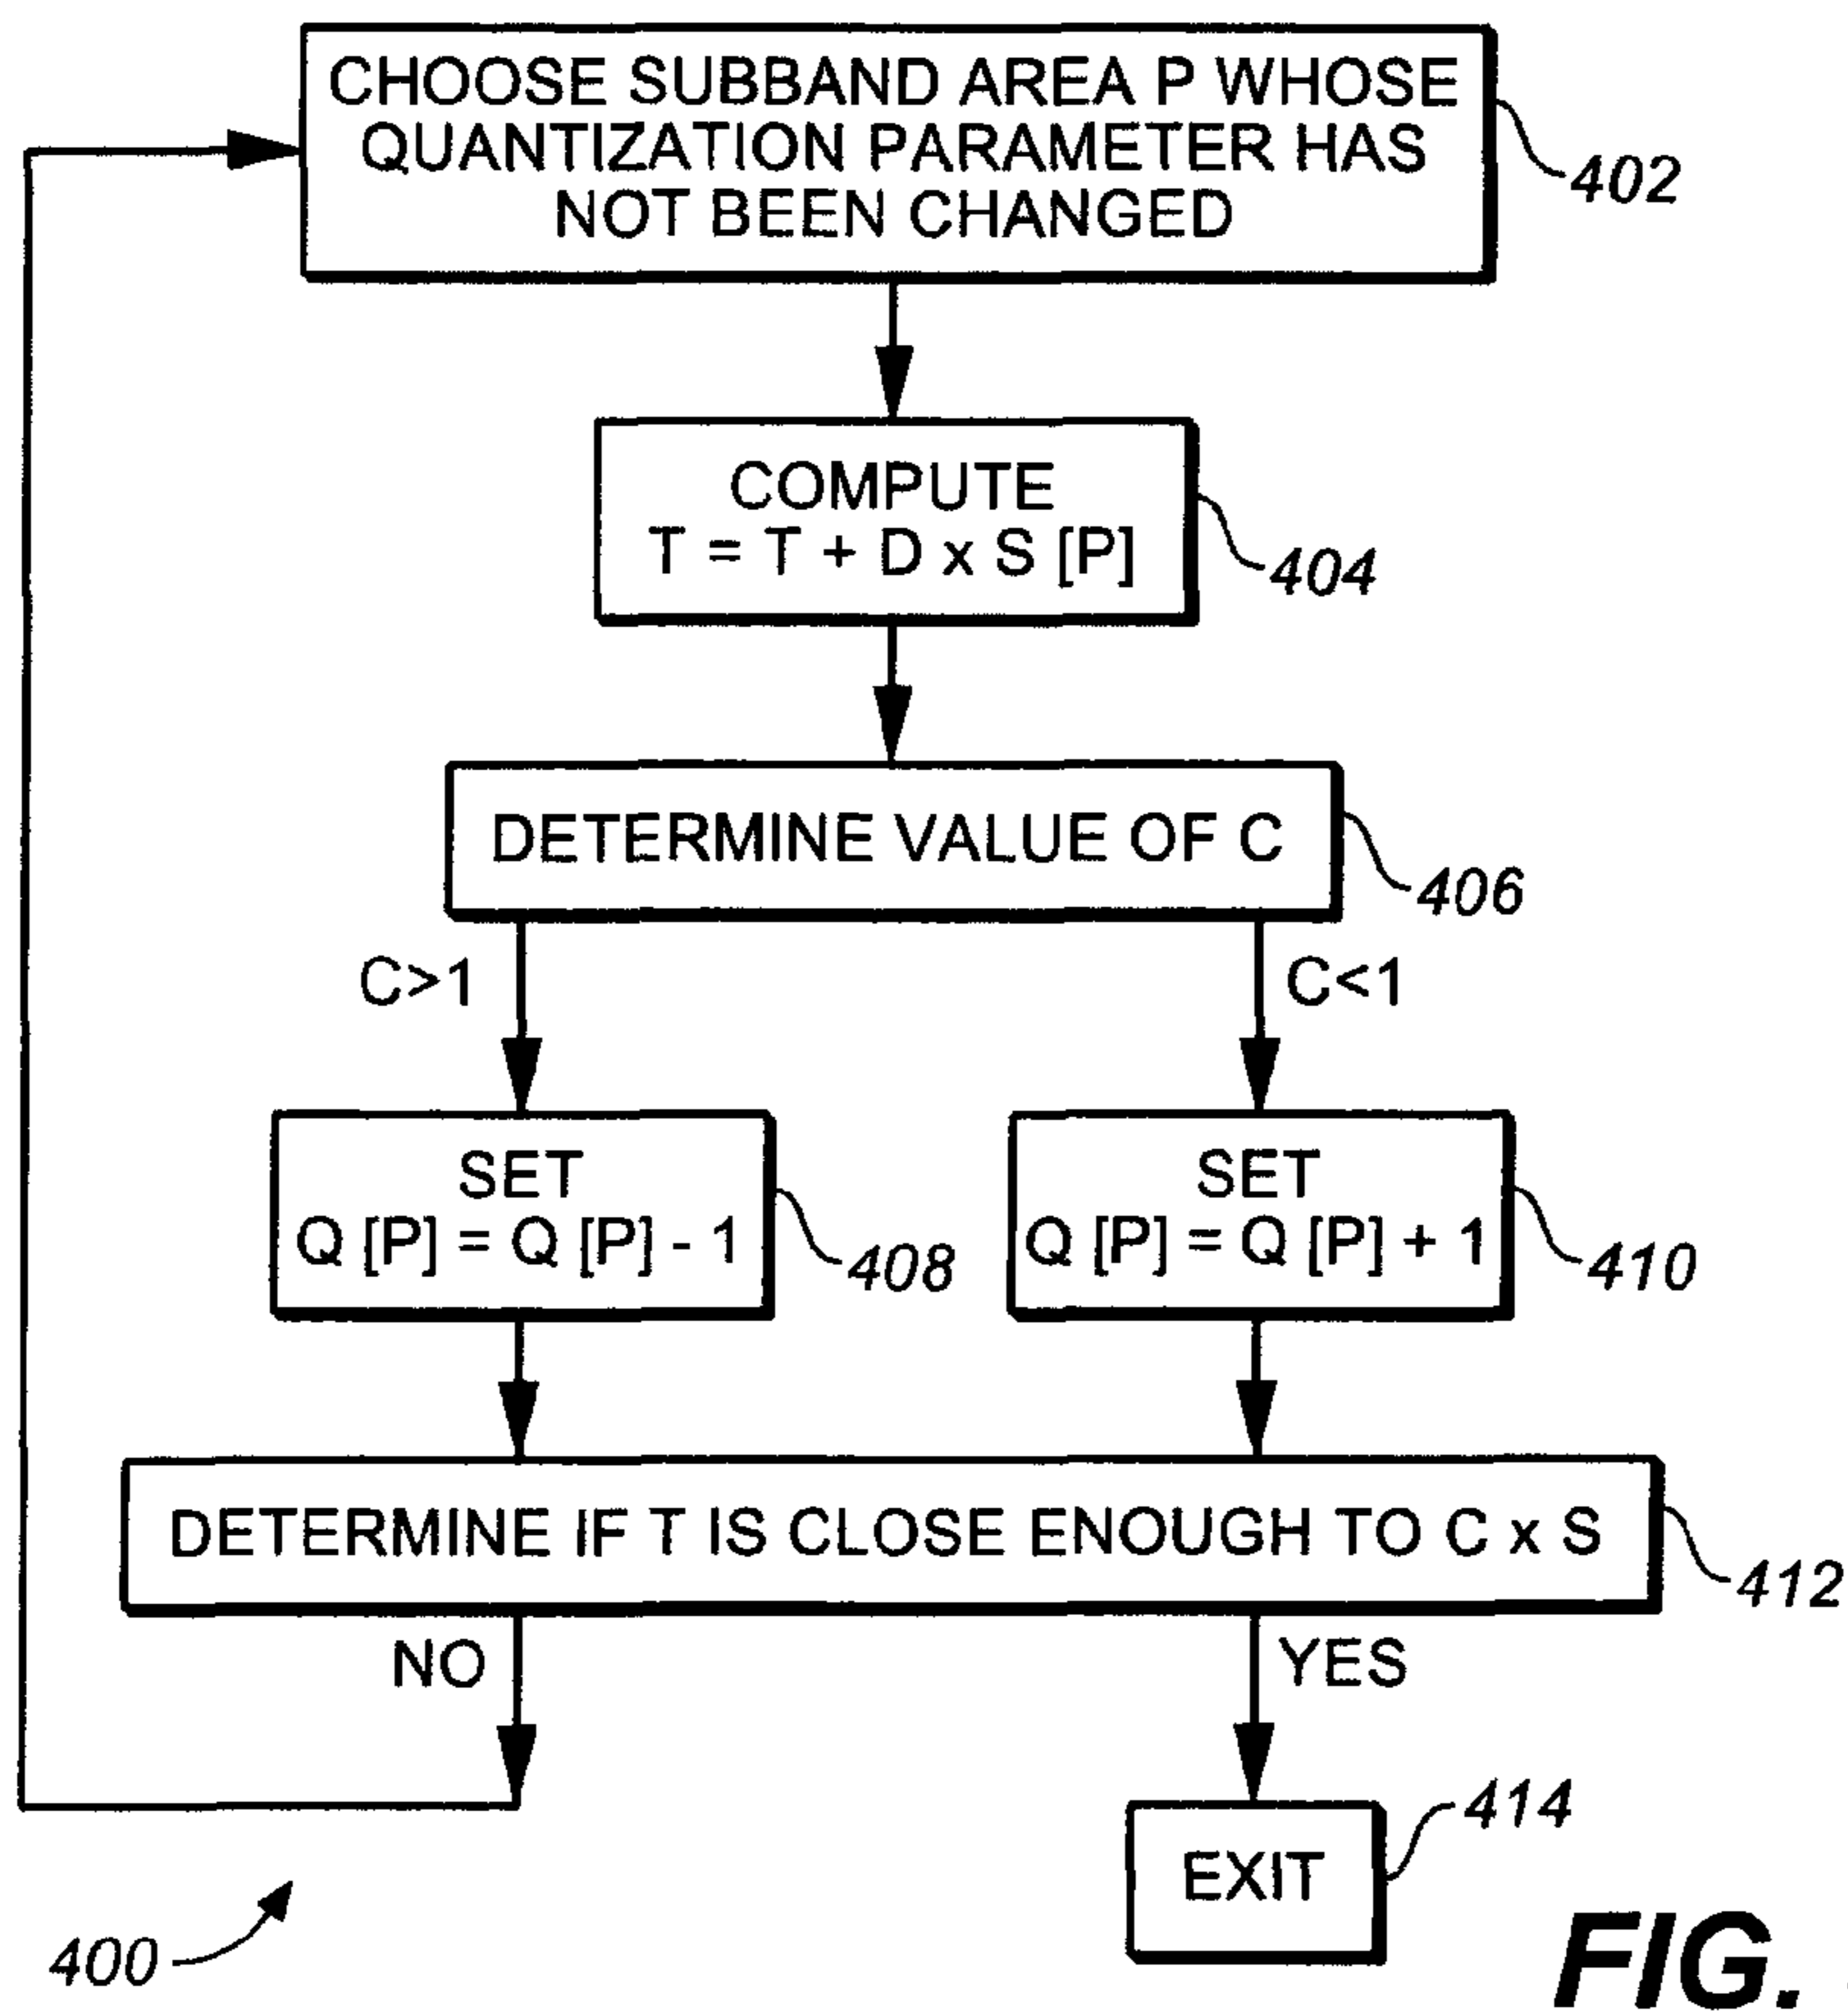 CHOOSE SUBBAND AREA P WHOSE
QUANTIZATION PARAMETER HAS
NOT BEEN CHANGED
402
COMPUTE
T = T + D x S [P]
404
DETERMINE VALUE OF C
406
C>1
C<1
SET
Q [P] = Q [P] - 1
408
SET
Q [P] = Q [P] + 1
410
DETERMINE IF T IS CLOSE ENOUGH TO C x S
412
NO
YES
EXIT
414
400
FIG.